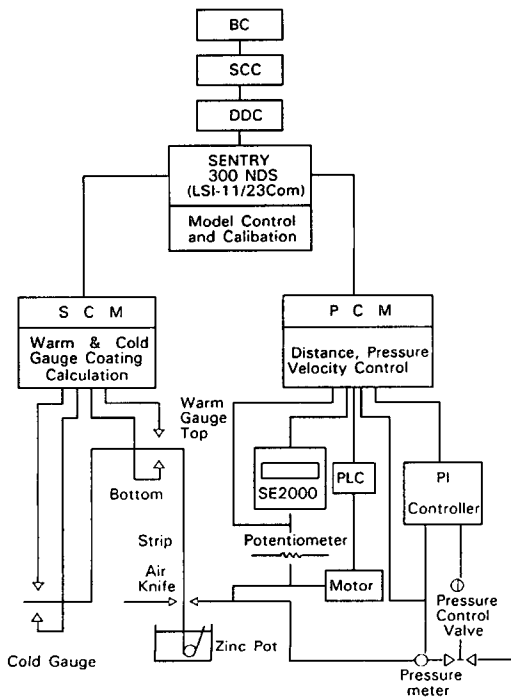 BC
SCC
DDC
SENTRY
300 NDS
(LSI-11/23Com)
Model Control
and Calibation
S C M
Warm & Cold
Gauge Coating
Calculation
P C M
Distance, Pressure
Velocity Control
Warm
Gauge
Top
Bottom
SE2000
PLC
PI
Controller
Strip
Potentiometer
Air
Knife
Motor
Pressure
Control
Valve
Zinc Pot
Cold Gauge
Pressure
meter